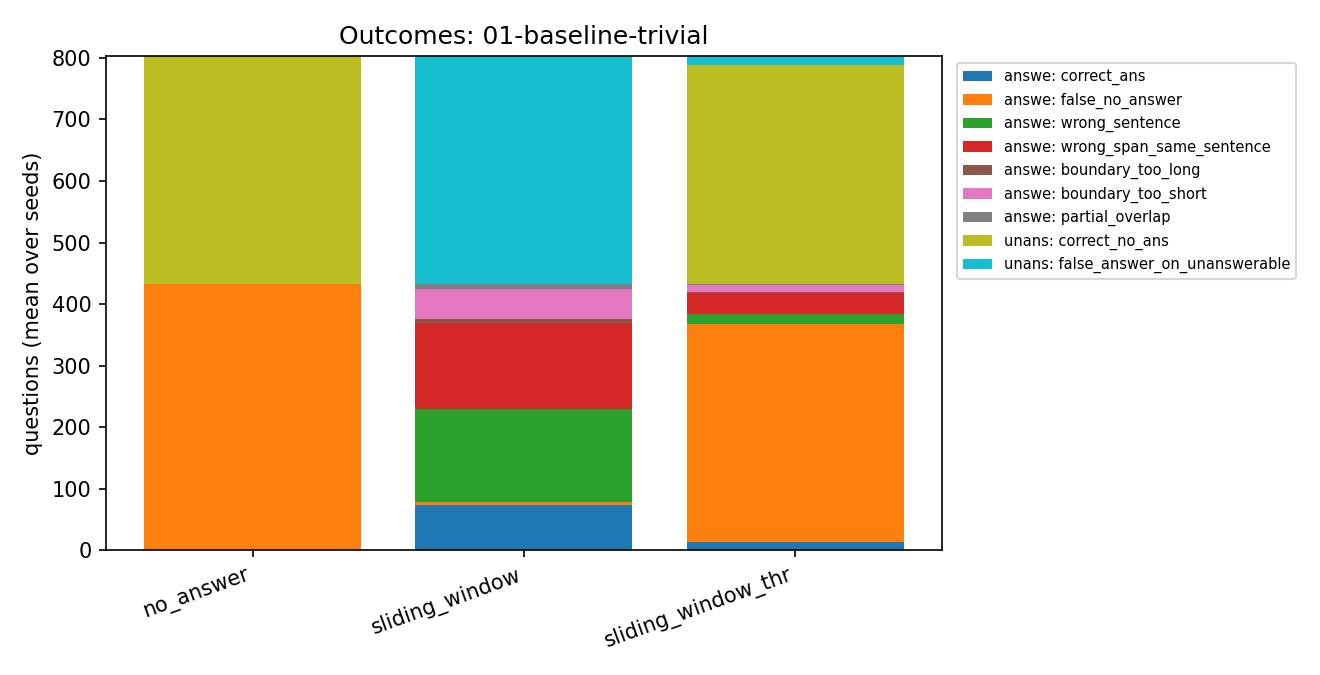 Outcomes: 01-baseline-trivial
800
700
600
500
400
300
200
100
0
questions (mean over seeds)
no_answer
sliding_window
sliding_window_thr
answe: correct_ans
answe: false_no_answer
answe: wrong_sentence
answe: wrong_span_same_sentence
answe: boundary_too_long
answe: boundary_too_short
answe: partial_overlap
unans: correct_no_ans
unans: false_answer_on_unanswerable